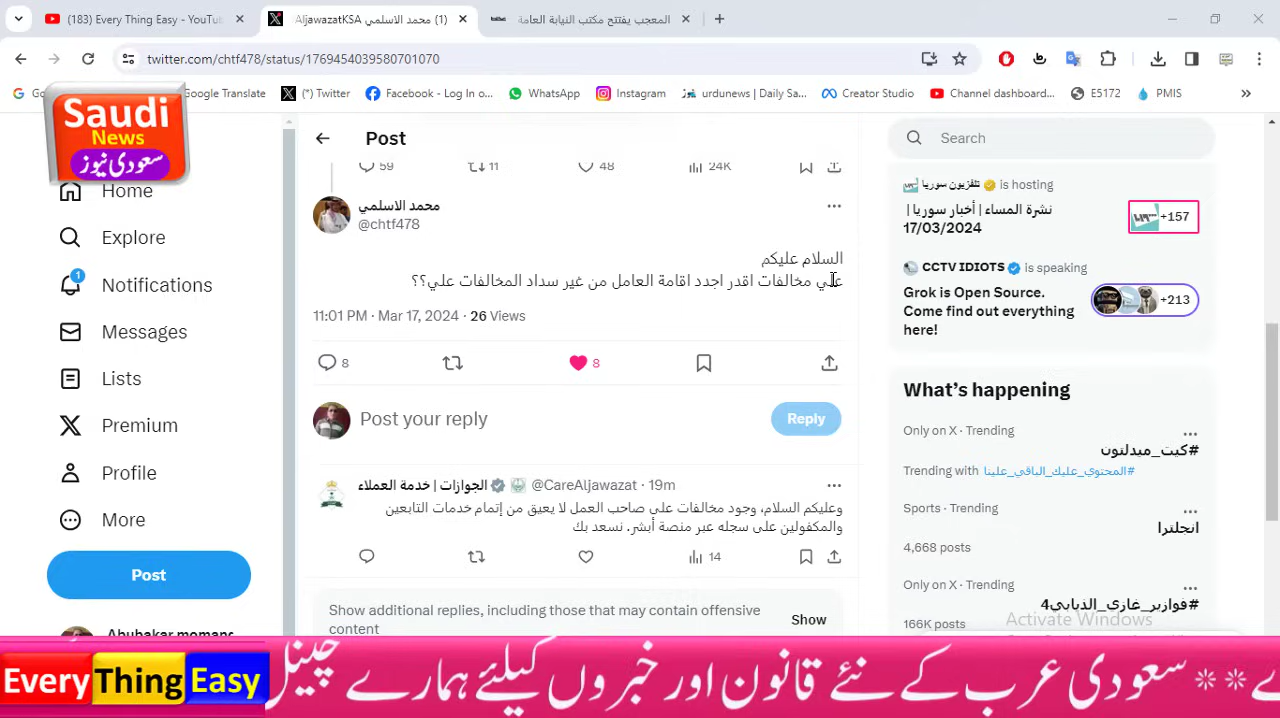 (183) Every Thing Easy - YouTu
(1) محمد الاسلمي AljawazatKSA
المعجب يفتتح مكتب النيابة العامة
twitter.com/chtf478/status/1769454039580701070
Google Translate
(*) Twitter
Facebook - Log In o...
WhatsApp
Instagram
urdunews | Daily Sa...
Creator Studio
Channel dashboard...
E5172
PMIS
Saudi
News
سعودی نیوز
Home
Explore
1
Notifications
Messages
Lists
Premium
Profile
More
Post
Abubakar momans
Post
59
11
48
24K
محمد الاسلمي
@chtf478
السلام عليكم
علي مخالفات اقدر اجدد اقامة العامل من غير سداد المخالفات علي؟؟
11:01 PM · Mar 17, 2024 · 26 Views
8
8
Post your reply
Reply
الجوازات | خدمة العملاء @CareAljawazat · 19m
وعليكم السلام، وجود مخالفات على صاحب العمل لا يعيق من إتمام خدمات التابعين
والمكفولين على سجله عبر منصة أبشر. نسعد بك
14
Show additional replies, including those that may contain offensive
content
Show
Search
تلفزيون سوريا is hosting
نشرة المساء | أخبار سوريا |
17/03/2024
+157
CCTV IDIOTS is speaking
Grok is Open Source.
Come find out everything
here!
+213
What's happening
Only on X · Trending
#كيت_ميدلتون
Trending with #المحتوي_عليك_الباقي_علينا
Sports · Trending
انجلترا
4,668 posts
Only on X · Trending
#فوازير_غازي_الذيابي4
166K posts
Activate Windows
Every Thing Easy
** سعودی عرب کے نئے قانون اور خبروں کیلئے ہمارے چینل